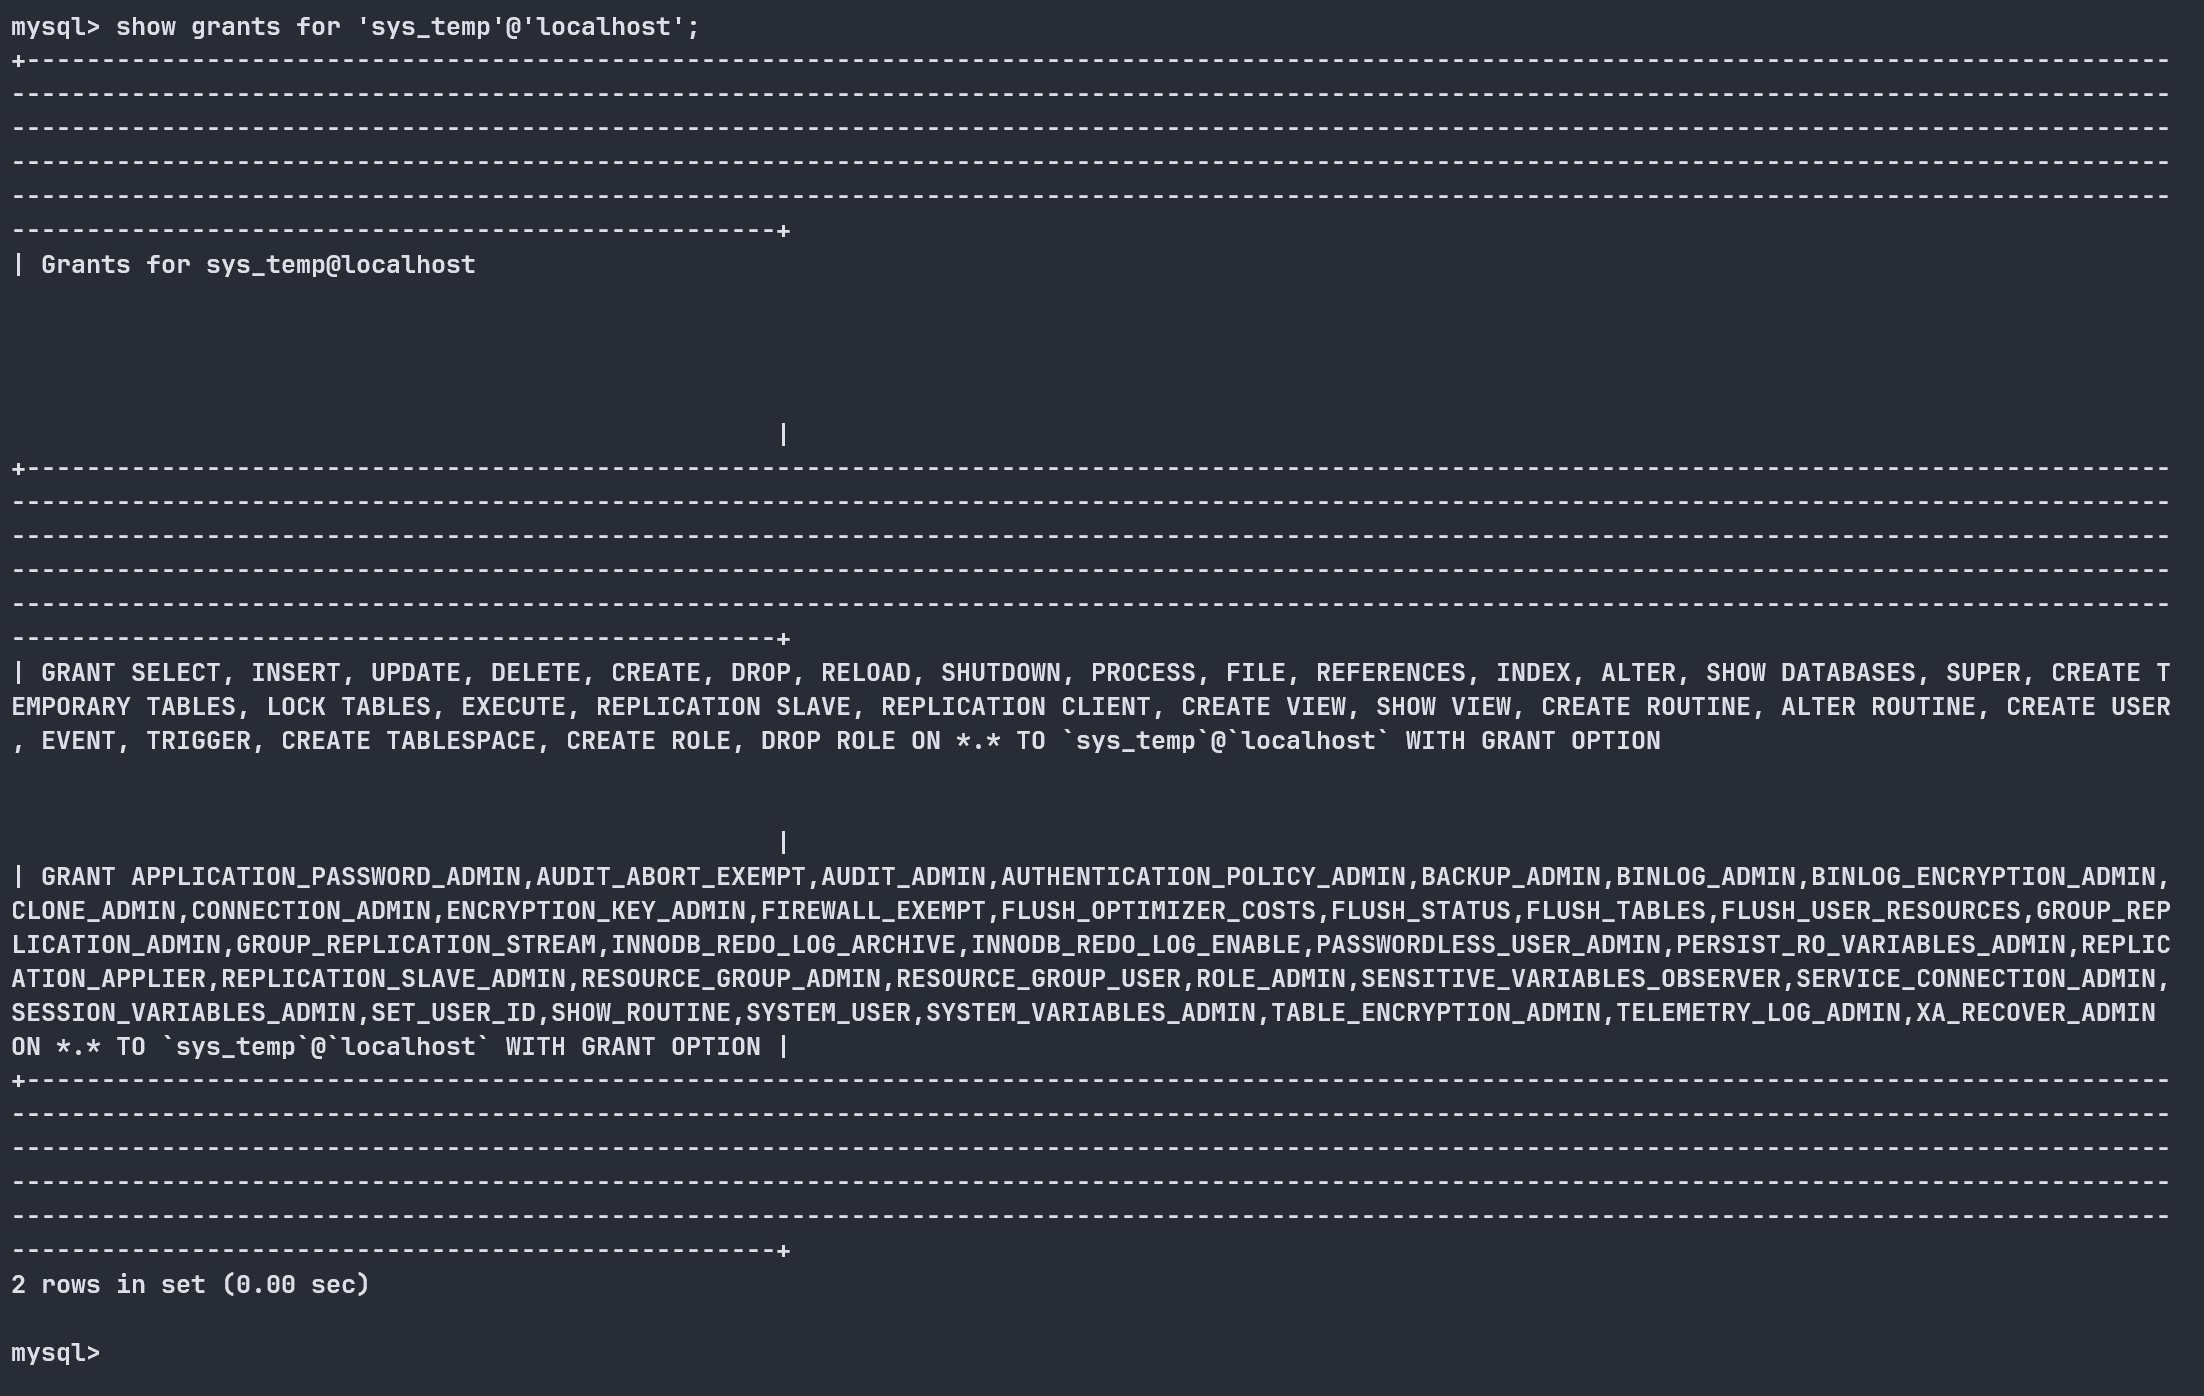 mysql> show grants for 'sys_temp'@'localhost';
+-----------------------------------------------------------------------------------------------------------------------------------------------
------------------------------------------------------------------------------------------------------------------------------------------------
------------------------------------------------------------------------------------------------------------------------------------------------
------------------------------------------------------------------------------------------------------------------------------------------------
------------------------------------------------------------------------------------------------------------------------------------------------
---------------------------------------------------+
| Grants for sys_temp@localhost
|
+-----------------------------------------------------------------------------------------------------------------------------------------------
------------------------------------------------------------------------------------------------------------------------------------------------
------------------------------------------------------------------------------------------------------------------------------------------------
------------------------------------------------------------------------------------------------------------------------------------------------
------------------------------------------------------------------------------------------------------------------------------------------------
---------------------------------------------------+
| GRANT SELECT, INSERT, UPDATE, DELETE, CREATE, DROP, RELOAD, SHUTDOWN, PROCESS, FILE, REFERENCES, INDEX, ALTER, SHOW DATABASES, SUPER, CREATE T
EMPORARY TABLES, LOCK TABLES, EXECUTE, REPLICATION SLAVE, REPLICATION CLIENT, CREATE VIEW, SHOW VIEW, CREATE ROUTINE, ALTER ROUTINE, CREATE USER
, EVENT, TRIGGER, CREATE TABLESPACE, CREATE ROLE, DROP ROLE ON *.* TO `sys_temp`@`localhost` WITH GRANT OPTION
|
| GRANT APPLICATION_PASSWORD_ADMIN,AUDIT_ABORT_EXEMPT,AUDIT_ADMIN,AUTHENTICATION_POLICY_ADMIN,BACKUP_ADMIN,BINLOG_ADMIN,BINLOG_ENCRYPTION_ADMIN,
CLONE_ADMIN,CONNECTION_ADMIN,ENCRYPTION_KEY_ADMIN,FIREWALL_EXEMPT,FLUSH_OPTIMIZER_COSTS,FLUSH_STATUS,FLUSH_TABLES,FLUSH_USER_RESOURCES,GROUP_REP
LICATION_ADMIN,GROUP_REPLICATION_STREAM,INNODB_REDO_LOG_ARCHIVE,INNODB_REDO_LOG_ENABLE,PASSWORDLESS_USER_ADMIN,PERSIST_RO_VARIABLES_ADMIN,REPLIC
ATION_APPLIER,REPLICATION_SLAVE_ADMIN,RESOURCE_GROUP_ADMIN,RESOURCE_GROUP_USER,ROLE_ADMIN,SENSITIVE_VARIABLES_OBSERVER,SERVICE_CONNECTION_ADMIN,
SESSION_VARIABLES_ADMIN,SET_USER_ID,SHOW_ROUTINE,SYSTEM_USER,SYSTEM_VARIABLES_ADMIN,TABLE_ENCRYPTION_ADMIN,TELEMETRY_LOG_ADMIN,XA_RECOVER_ADMIN
ON *.* TO `sys_temp`@`localhost` WITH GRANT OPTION |
+-----------------------------------------------------------------------------------------------------------------------------------------------
------------------------------------------------------------------------------------------------------------------------------------------------
------------------------------------------------------------------------------------------------------------------------------------------------
------------------------------------------------------------------------------------------------------------------------------------------------
------------------------------------------------------------------------------------------------------------------------------------------------
---------------------------------------------------+
2 rows in set (0.00 sec)
mysql>